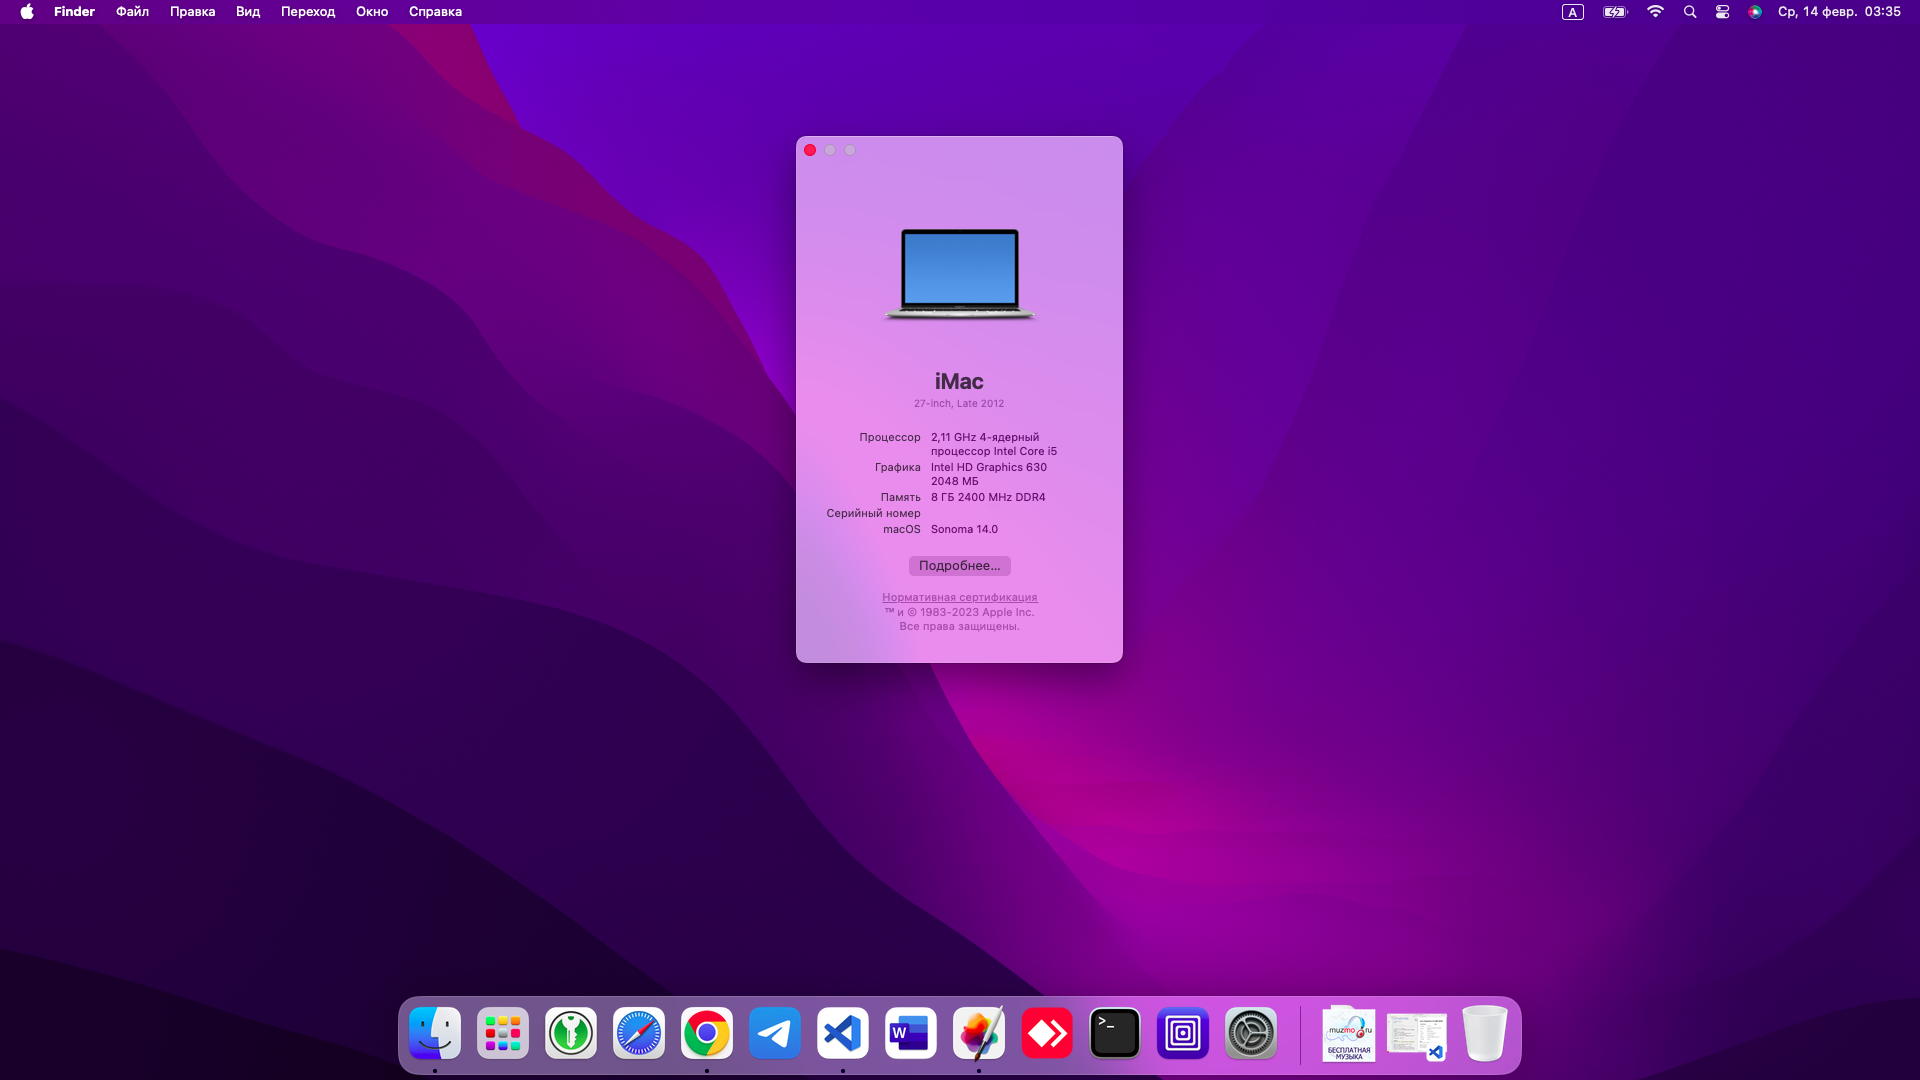 Finder Файл Правка Вид Переход Окно Справка A Ср, 14 февр. 03:35
iMac
27-inch, Late 2012
Процессор 2,11 GHz 4-ядерный
процессор Intel Core i5
Графика Intel HD Graphics 630
2048 МБ
Память 8 ГБ 2400 MHz DDR4
Серийный номер
macOS Sonoma 14.0
Подробнее...
Нормативная сертификация
™ и © 1983-2023 Apple Inc.
Все права защищены.
W
>_
muzmo.ru
БЕСПЛАТНАЯ
МУЗЫКА